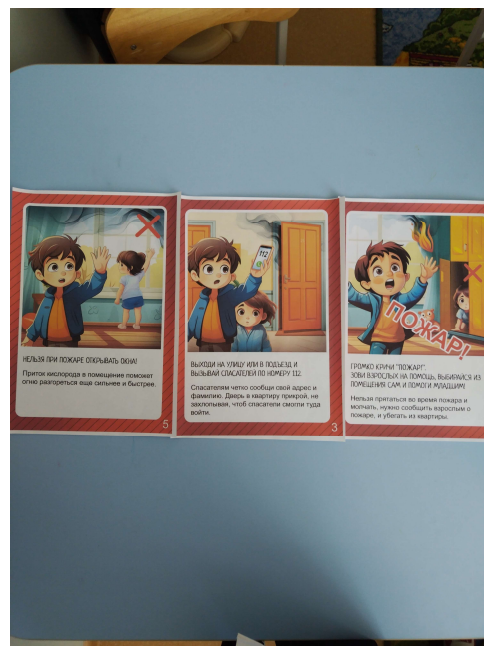 НЕЛЬЗЯ ПРИ ПОЖАРЕ ОТКРЫВАТЬ ОКНА!
Приток кислорода в помещение поможет
огню разгореться еще сильнее и быстрее.
5
112
ВЫХОДИ НА УЛИЦУ ИЛИ В ПОДЪЕЗД И
ВЫЗЫВАЙ СПАСАТЕЛЕЙ ПО НОМЕРУ 112.
Спасателям четко сообщи свой адрес и
фамилию. Дверь в квартиру прикрой, не
захлопывая, чтоб спасатели смогли туда
войти.
3
ПОЖАР!
ГРОМКО КРИЧИ "ПОЖАР!".
ЗОВИ ВЗРОСЛЫХ НА ПОМОЩЬ, ВЫБИРАЙСЯ ИЗ
ПОМЕЩЕНИЯ САМ И ПОМОГИ МЛАДШИМ!
Нельзя прятаться во время пожара и
молчать, нужно сообщить взрослым о
пожаре, и убегать из квартиры.